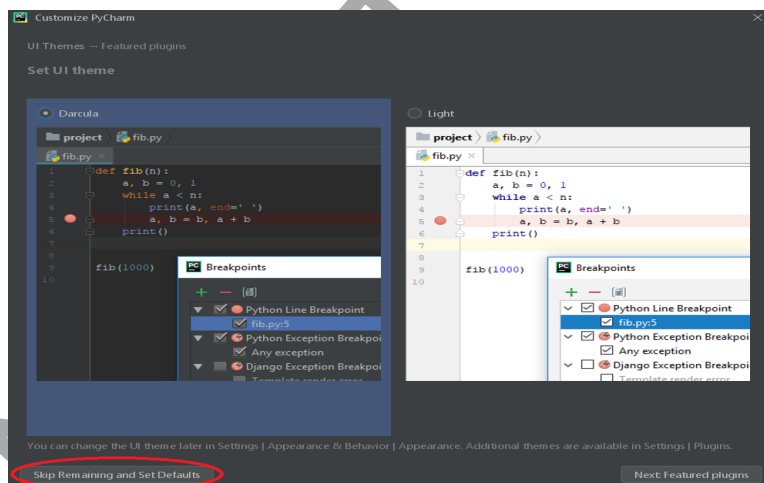 Customize PyCharm
UI Themes → Featured plugins
Set UI theme
Darcula
project
fib.py
fib.py
1 def fib(n):
2 a, b = 0, 1
3 while a < n:
4 print(a, end=' ')
5 a, b = b, a + b
6 print()
7
8
9 fib(1000)
10
PC Breakpoints
Python Line Breakpoint
fib.py:5
Python Exception Breakpoi
Any exception
Django Exception Breakpoi
Template render error
Light
project
fib.py
fib.py
1 def fib(n):
2 a, b = 0, 1
3 while a < n:
4 print(a, end=' ')
5 a, b = b, a + b
6 print()
7
8
9 fib(1000)
10
PC Breakpoints
Python Line Breakpoint
fib.py:5
Python Exception Breakpoi
Any exception
Django Exception Breakpoi
Template render error
You can change the UI theme later in Settings | Appearance & Behavior | Appearance. Additional themes are available in Settings | Plugins.
Skip Remaining and Set Defaults
Next: Featured plugins